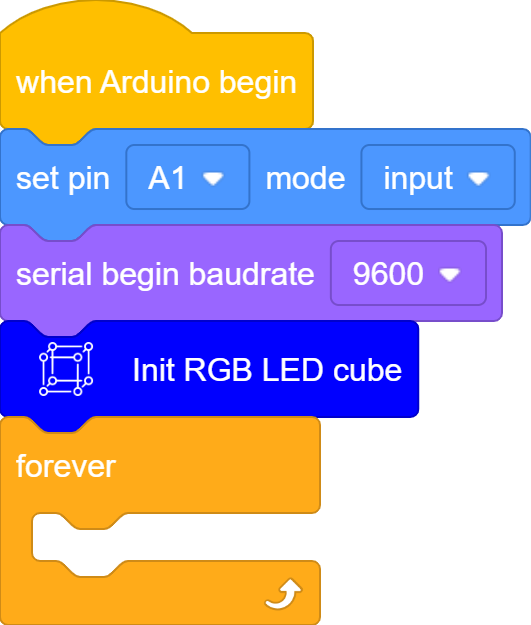 when Arduino begin
set pin A1 mode input
serial begin baudrate 9600
Init RGB LED cube
forever